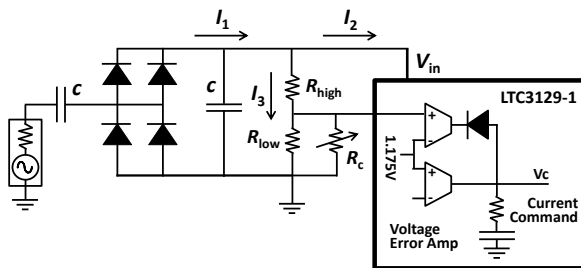 I1
I2
Vin
LTC3129-1
c
c
I3
Rhigh
Rlow
Rc
1.175V
+
-
+
-
Vc
Voltage
Error Amp
Current
Command